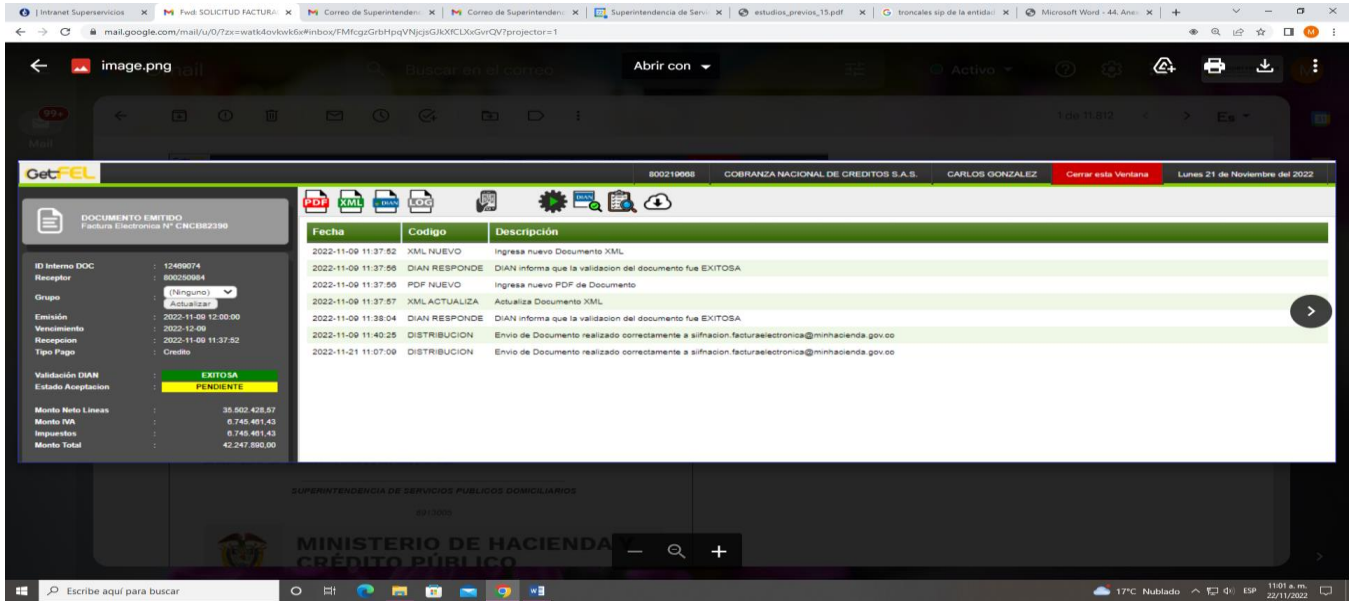 | Intranet Superservicios
Fwd: SOLICITUD FACTURA
Correo de Superintendenc
Correo de Superintendenc
Superintendencia de Servi
estudios_previos_15.pdf
troncales sip de la entidad
Microsoft Word - 44. Anex
mail.google.com/mail/u/0/?zx=watk4ovkwk6x#inbox/FMfcgzGrbHpqVNjcjsGJkXfCLXxGvrQV?projector=1
image.png
Buscar en el correo
Abrir con
Activo
99+
Mail
1 de 11.812
Es
GetFEL
800219668 COBRANZA NACIONAL DE CREDITOS S.A.S. CARLOS GONZALEZ Cerrar esta Ventana Lunes 21 de Noviembre del 2022
DOCUMENTO EMITIDO
Factura Electronica N° CNCB82390
PDF XML DIAN LOG DIAN
ID Interno DOC : 12469074
Receptor : 800250984
Grupo : (Ninguno)
Actualizar
Emisión : 2022-11-09 12:00:00
Vencimiento : 2022-12-09
Recepcion : 2022-11-09 11:37:52
Tipo Pago : Credito
Validación DIAN : EXITOSA
Estado Aceptacion : PENDIENTE
Monto Neto Lineas : 35.502.428,57
Monto IVA : 6.745.461,43
Impuestos : 6.745.461,43
Monto Total : 42.247.890,00
Fecha Codigo Descripción
2022-11-09 11:37:52 XML NUEVO Ingresa nuevo Documento XML
2022-11-09 11:37:56 DIAN RESPONDE DIAN informa que la validacion del documento fue EXITOSA
2022-11-09 11:37:56 PDF NUEVO Ingresa nuevo PDF de Documento
2022-11-09 11:37:57 XML ACTUALIZA Actualiza Documento XML
2022-11-09 11:38:04 DIAN RESPONDE DIAN informa que la validacion del documento fue EXITOSA
2022-11-09 11:40:25 DISTRIBUCION Envio de Documento realizado correctamente a siifnacion.facturaelectronica@minhacienda.gov.co
2022-11-21 11:07:09 DISTRIBUCION Envio de Documento realizado correctamente a siifnacion.facturaelectronica@minhacienda.gov.co
SUPERINTENDENCIA DE SERVICIOS PUBLICOS DOMICILIARIOS
MINISTERIO DE HACIENDA Y
CRÉDITO PÚBLICO
Escribe aquí para buscar
17°C Nublado
ESP
11:01 a. m.
22/11/2022